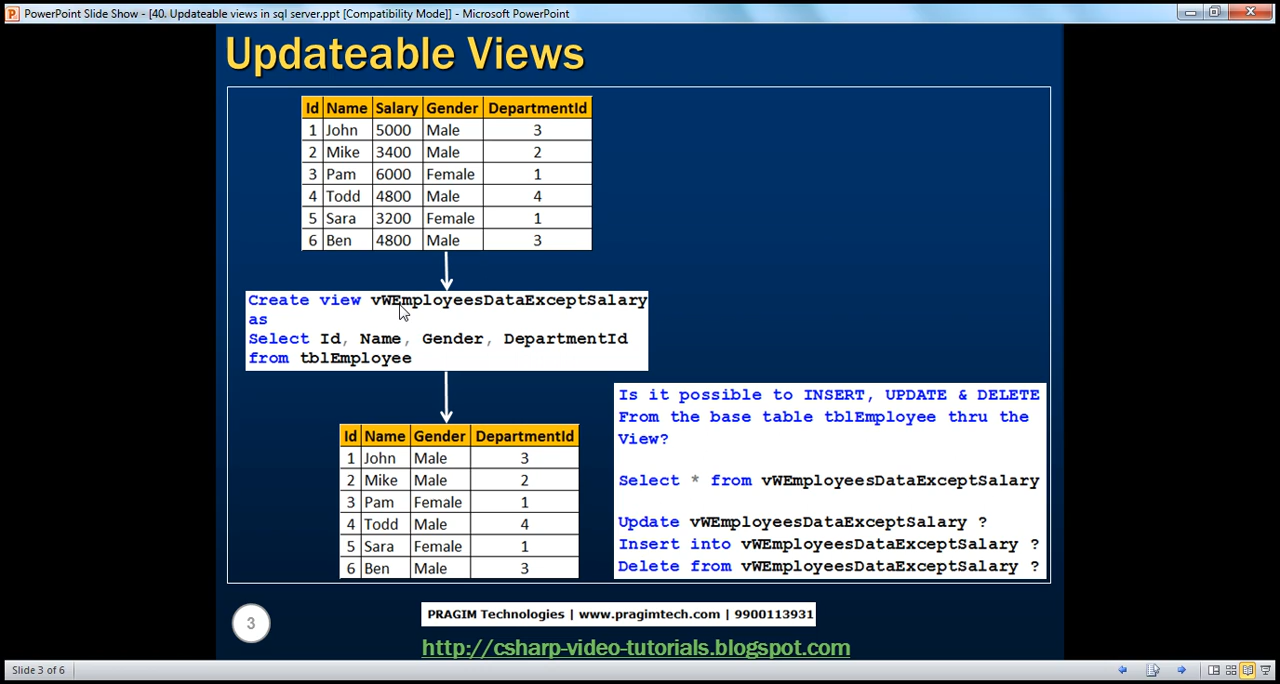 PowerPoint Slide Show - [40. Updateable views in sql server.ppt [Compatibility Mode]] - Microsoft PowerPoint
Updateable Views
Id Name Salary Gender DepartmentId
1 John 5000 Male 3
2 Mike 3400 Male 2
3 Pam 6000 Female 1
4 Todd 4800 Male 4
5 Sara 3200 Female 1
6 Ben 4800 Male 3
Create view vWEmployeesDataExceptSalary
as
Select Id, Name, Gender, DepartmentId
from tblEmployee
Id Name Gender DepartmentId
1 John Male 3
2 Mike Male 2
3 Pam Female 1
4 Todd Male 4
5 Sara Female 1
6 Ben Male 3
Is it possible to INSERT, UPDATE & DELETE
From the base table tblEmployee thru the
View?
Select * from vWEmployeesDataExceptSalary
Update vWEmployeesDataExceptSalary ?
Insert into vWEmployeesDataExceptSalary ?
Delete from vWEmployeesDataExceptSalary ?
3
PRAGIM Technologies | www.pragimtech.com | 9900113931
http://csharp-video-tutorials.blogspot.com
Slide 3 of 6